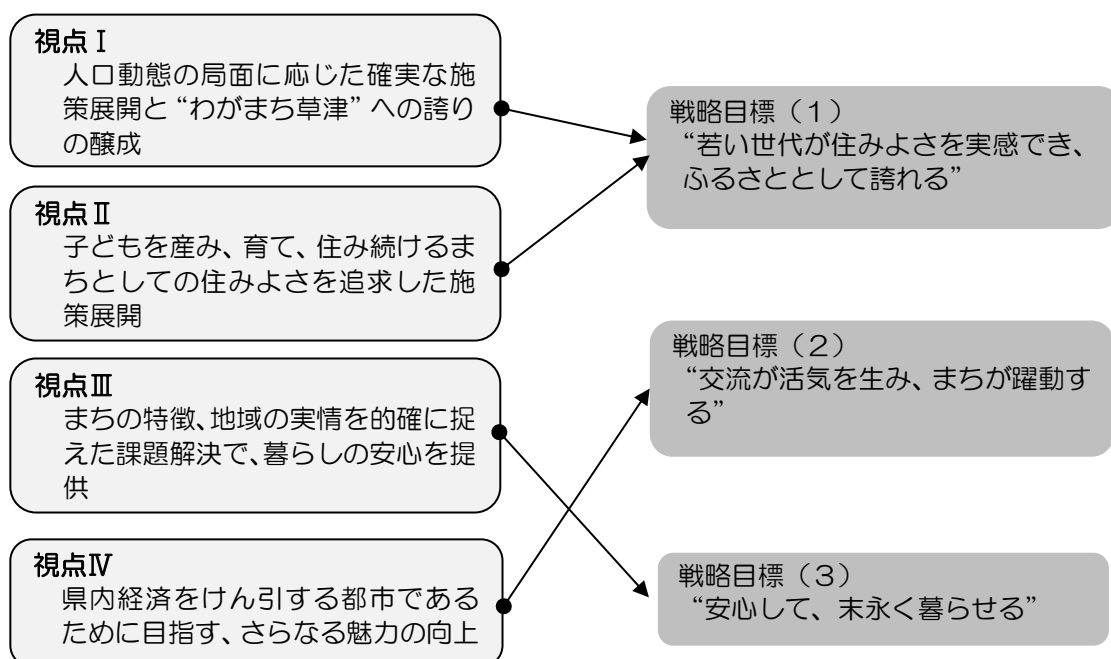 視点Ⅰ
人口動態の局面に応じた確実な施
策展開と“わがまち草津”への誇り
の醸成
視点Ⅱ
子どもを産み、育て、住み続けるま
ちとしての住みよさを追求した施
策展開
視点Ⅲ
まちの特徴、地域の実情を的確に捉
えた課題解決で、暮らしの安心を提
供
視点Ⅳ
県内経済をけん引する都市である
ために目指す、さらなる魅力の向上
戦略目標（１）
“若い世代が住みよさを実感でき、
ふるさととして誇れる”
戦略目標（２）
“交流が活気を生み、まちが躍動す
る”
戦略目標（３）
“安心して、末永く暮らせる”